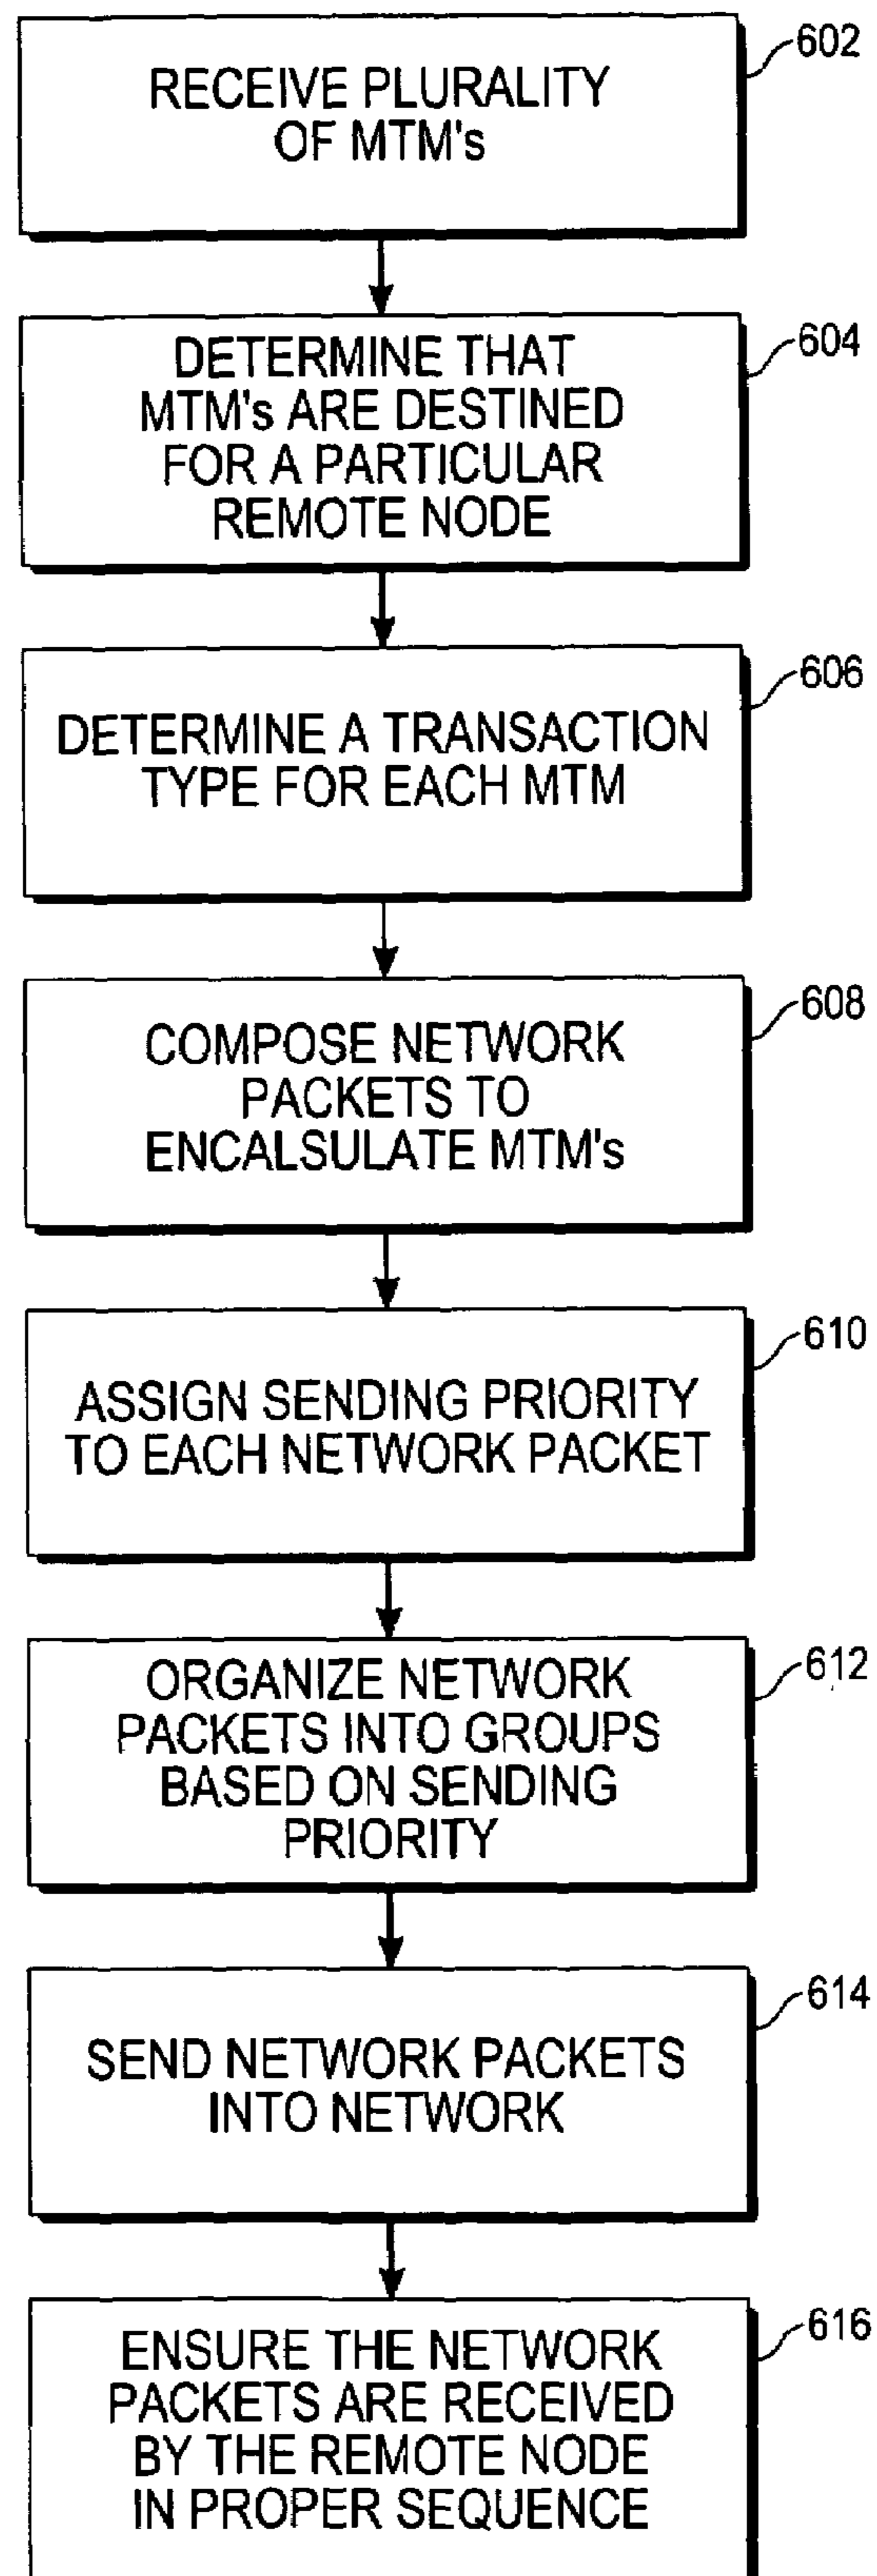 602
RECEIVE PLURALITY
OF MTM's
604
DETERMINE THAT
MTM's ARE DESTINED
FOR A PARTICULAR
REMOTE NODE
606
DETERMINE A TRANSACTION
TYPE FOR EACH MTM
608
COMPOSE NETWORK
PACKETS TO
ENCALSULATE MTM's
610
ASSIGN SENDING PRIORITY
TO EACH NETWORK PACKET
612
ORGANIZE NETWORK
PACKETS INTO GROUPS
BASED ON SENDING
PRIORITY
614
SEND NETWORK PACKETS
INTO NETWORK
616
ENSURE THE NETWORK
PACKETS ARE RECEIVED
BY THE REMOTE NODE
IN PROPER SEQUENCE